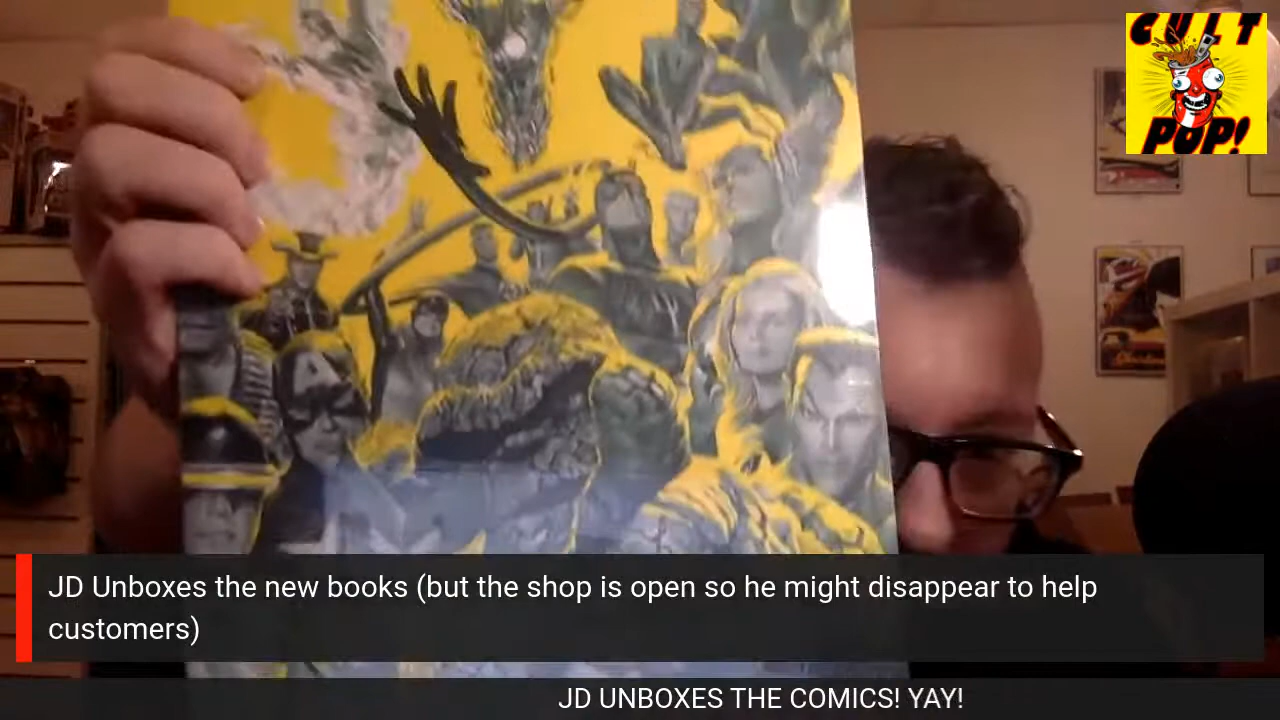 CULT
POP!
JD Unboxes the new books (but the shop is open so he might disappear to help
customers)
JD UNBOXES THE COMICS! YAY!